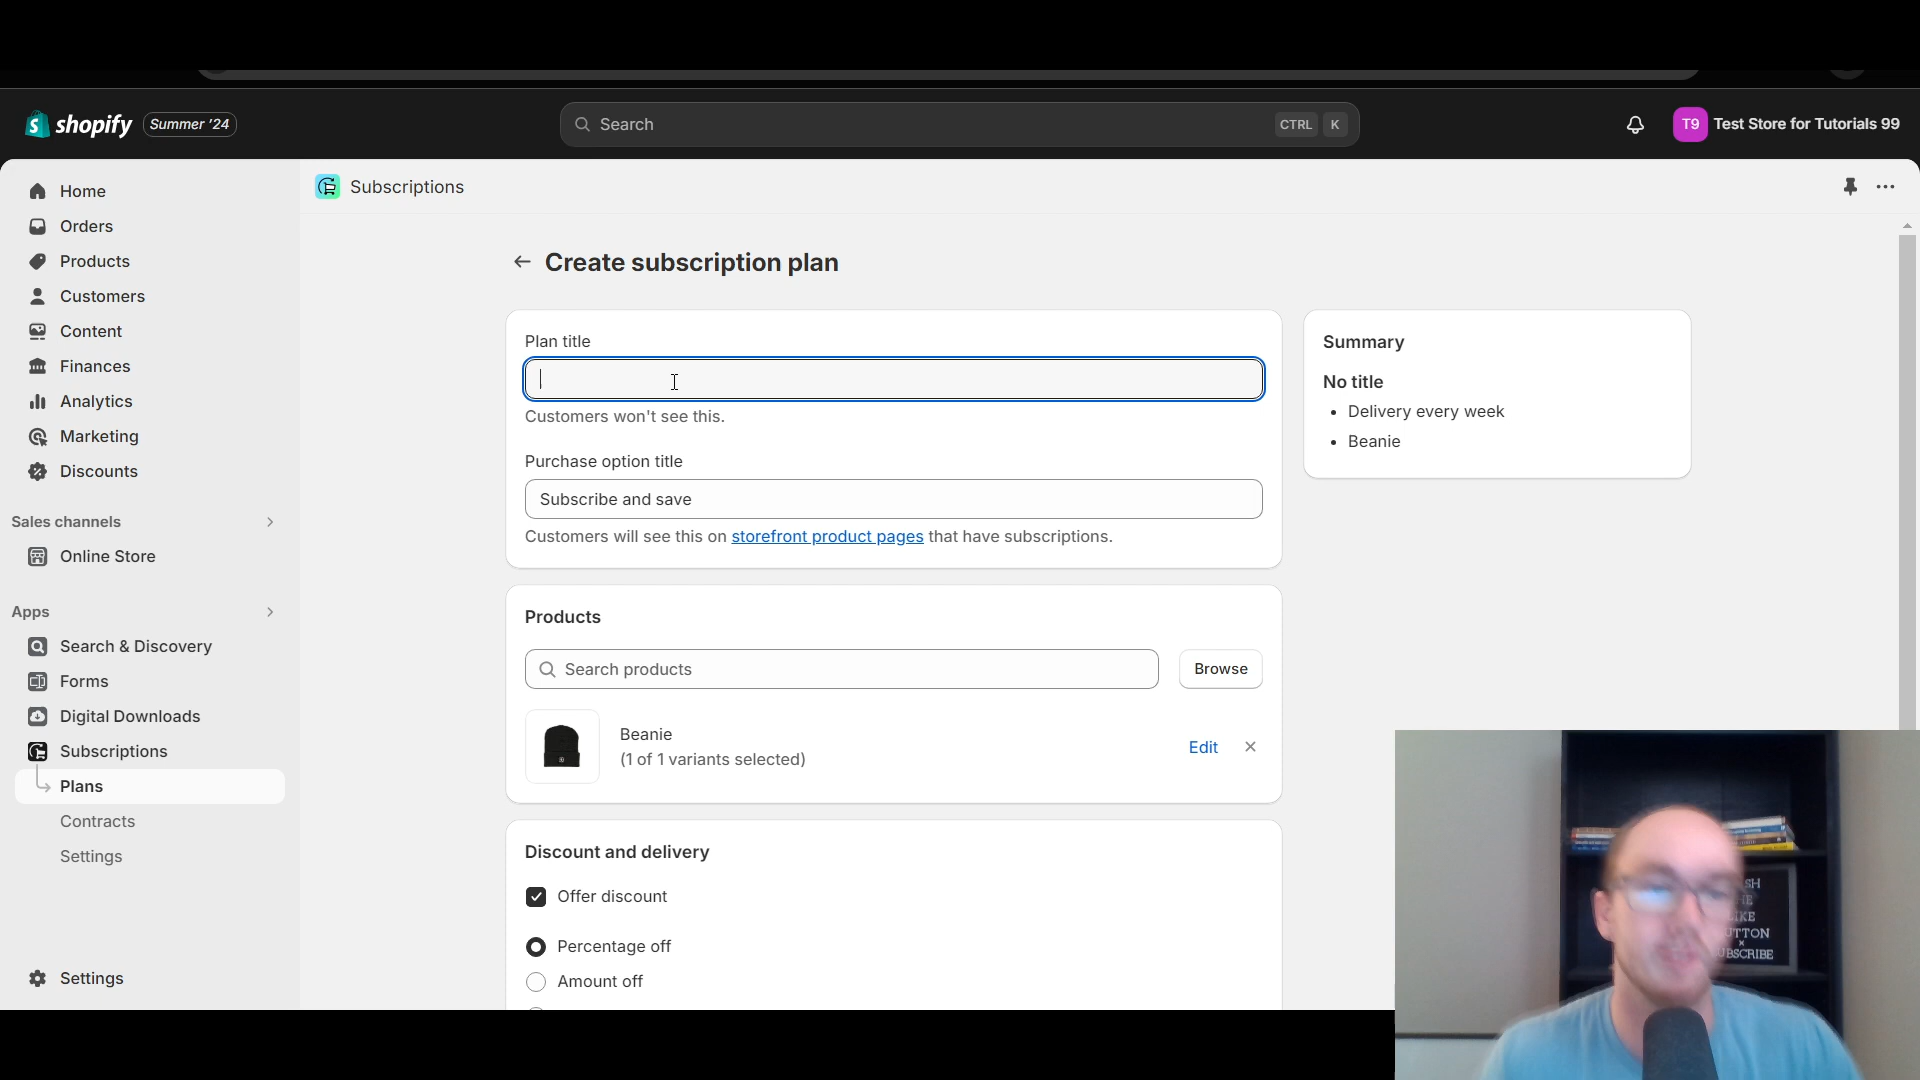 shopify
Summer '24
Search
CTRL K
T9
Test Store for Tutorials 99
Home
Orders
Products
Customers
Content
Finances
Analytics
Marketing
Discounts
Sales channels
Online Store
Apps
Search & Discovery
Forms
Digital Downloads
Subscriptions
Plans
Contracts
Settings
Settings
Subscriptions
Create subscription plan
Plan title
Customers won't see this.
Purchase option title
Subscribe and save
Customers will see this on storefront product pages that have subscriptions.
Products
Search products
Browse
Beanie
(1 of 1 variants selected)
Edit
Discount and delivery
Offer discount
Percentage off
Amount off
Summary
No title
Delivery every week
Beanie